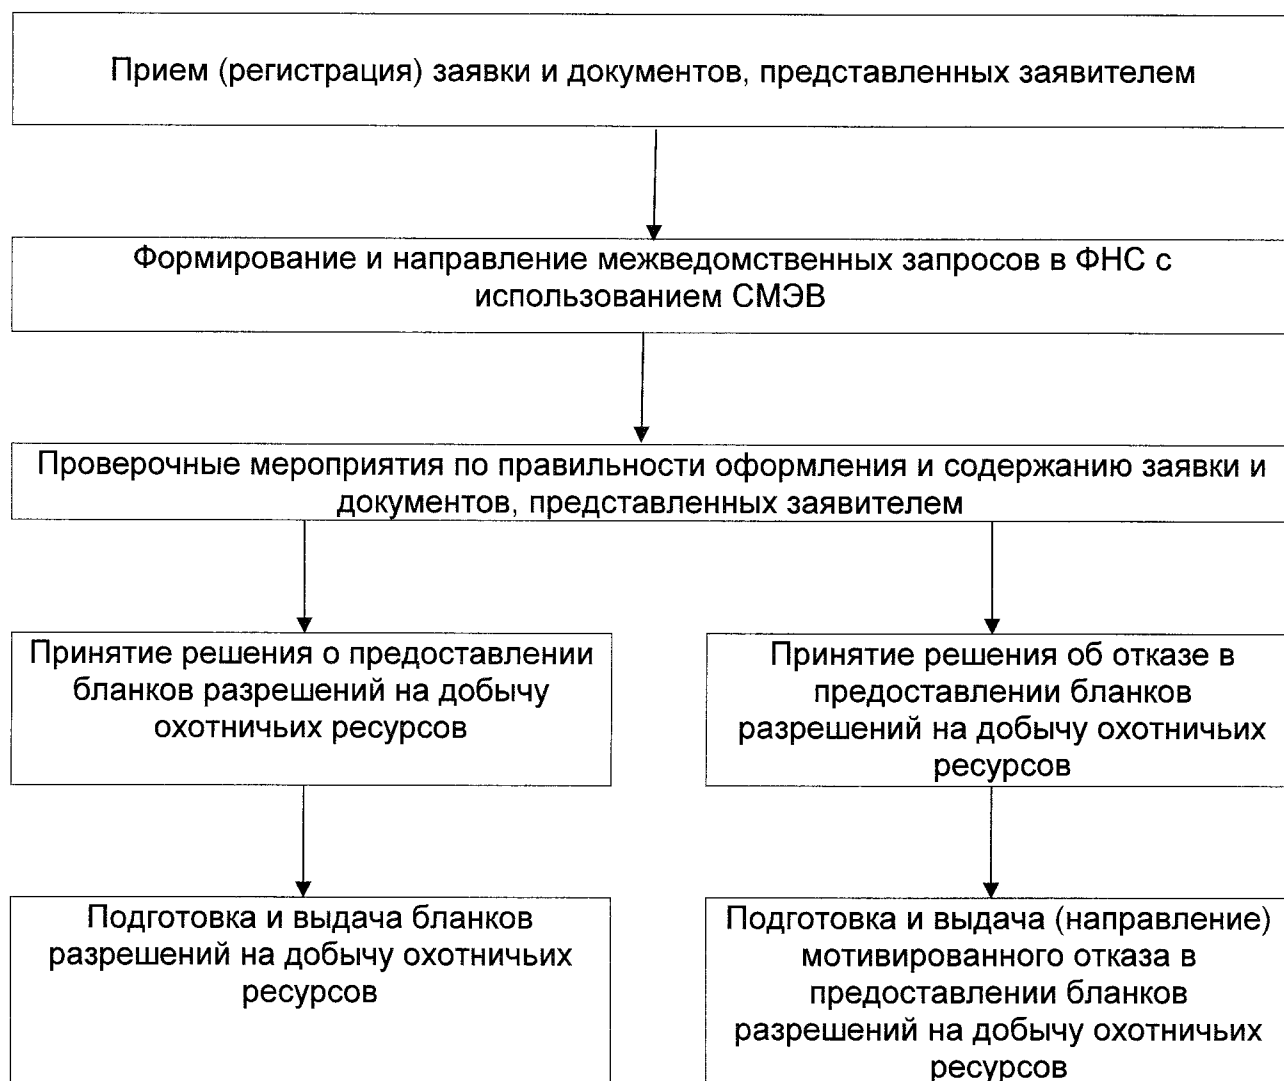 Прием (регистрация) заявки и документов, представленных заявителем
Формирование и направление межведомственных запросов в ФНС с
использованием СМЭВ
Проверочные мероприятия по правильности оформления и содержанию заявки и
документов, представленных заявителем
Принятие решения о предоставлении
бланков разрешений на добычу
охотничьих ресурсов
Принятие решения об отказе в
предоставлении бланков
разрешений на добычу охотничьих
ресурсов
Подготовка и выдача бланков
разрешений на добычу охотничьих
ресурсов
Подготовка и выдача (направление)
мотивированного отказа в
предоставлении бланков
разрешений на добычу охотничьих
ресурсов